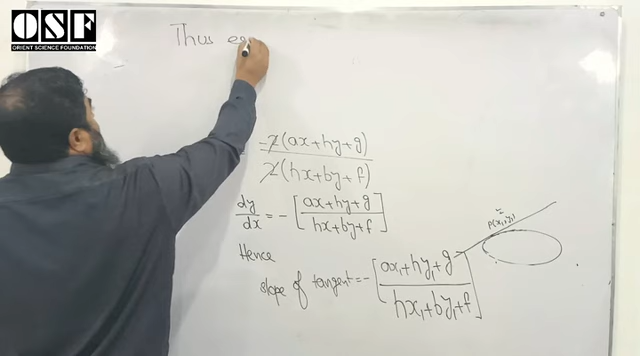 OSF
ORIENT SCIENCE FOUNDATION
Thus eq
= 2(ax+hy+g)
2(hx+by+f)
dy/dx = -[ax+hy+g/hx+by+f]
P(x₁,y₁)
Hence
slope of tangent = -[ax₁+hy₁+g/hx₁+by₁+f]